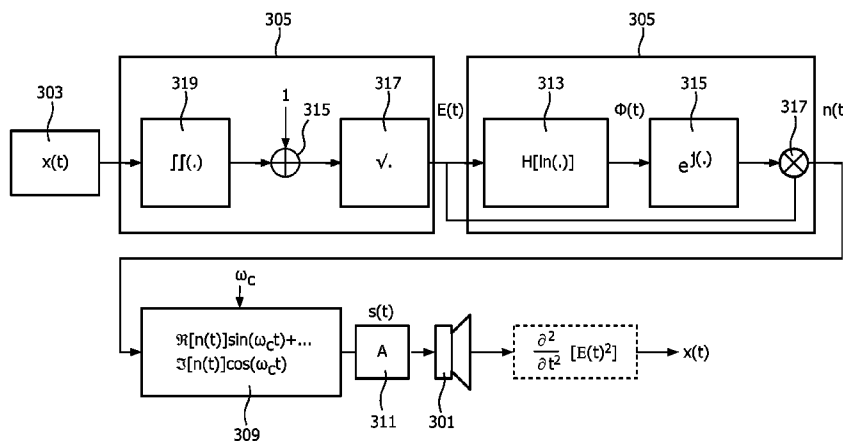 305
305
303
319
1
315
317
E(t)
313
Φ(t)
315
317
n(t
x(t)
∫∫(.)
√.
H[ln(.)]
e^j(.)
ω_c
ℜ[n(t)]sin(ω_c t)+...
ℑ[n(t)]cos(ω_c t)
s(t)
A
∂²/∂t² [E(t)²]
x(t)
309
311
301